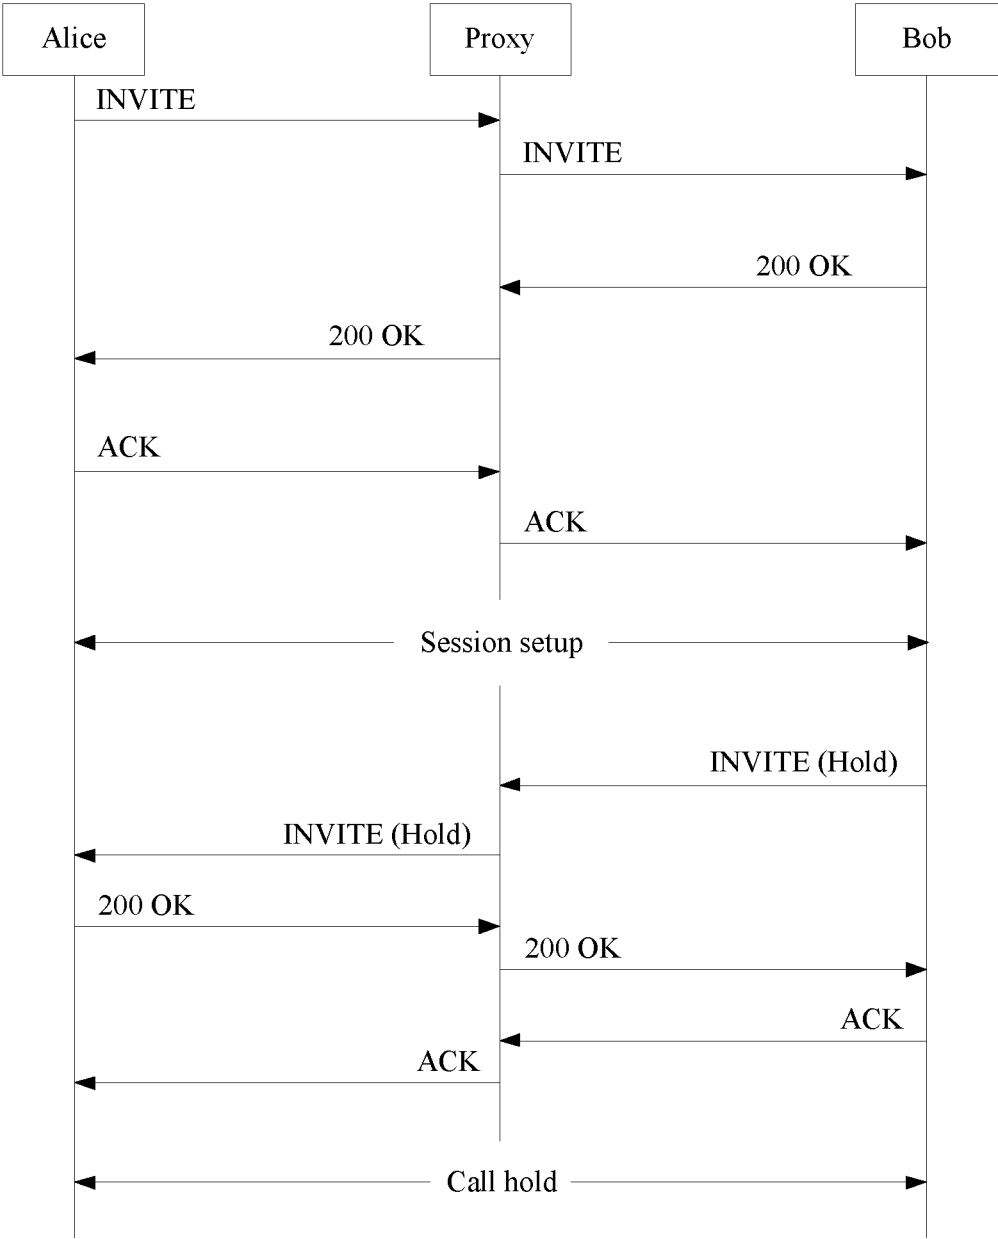 Alice
Proxy
Bob
INVITE
INVITE
200 OK
200 OK
ACK
ACK
Session setup
INVITE (Hold)
INVITE (Hold)
200 OK
200 OK
ACK
ACK
Call hold